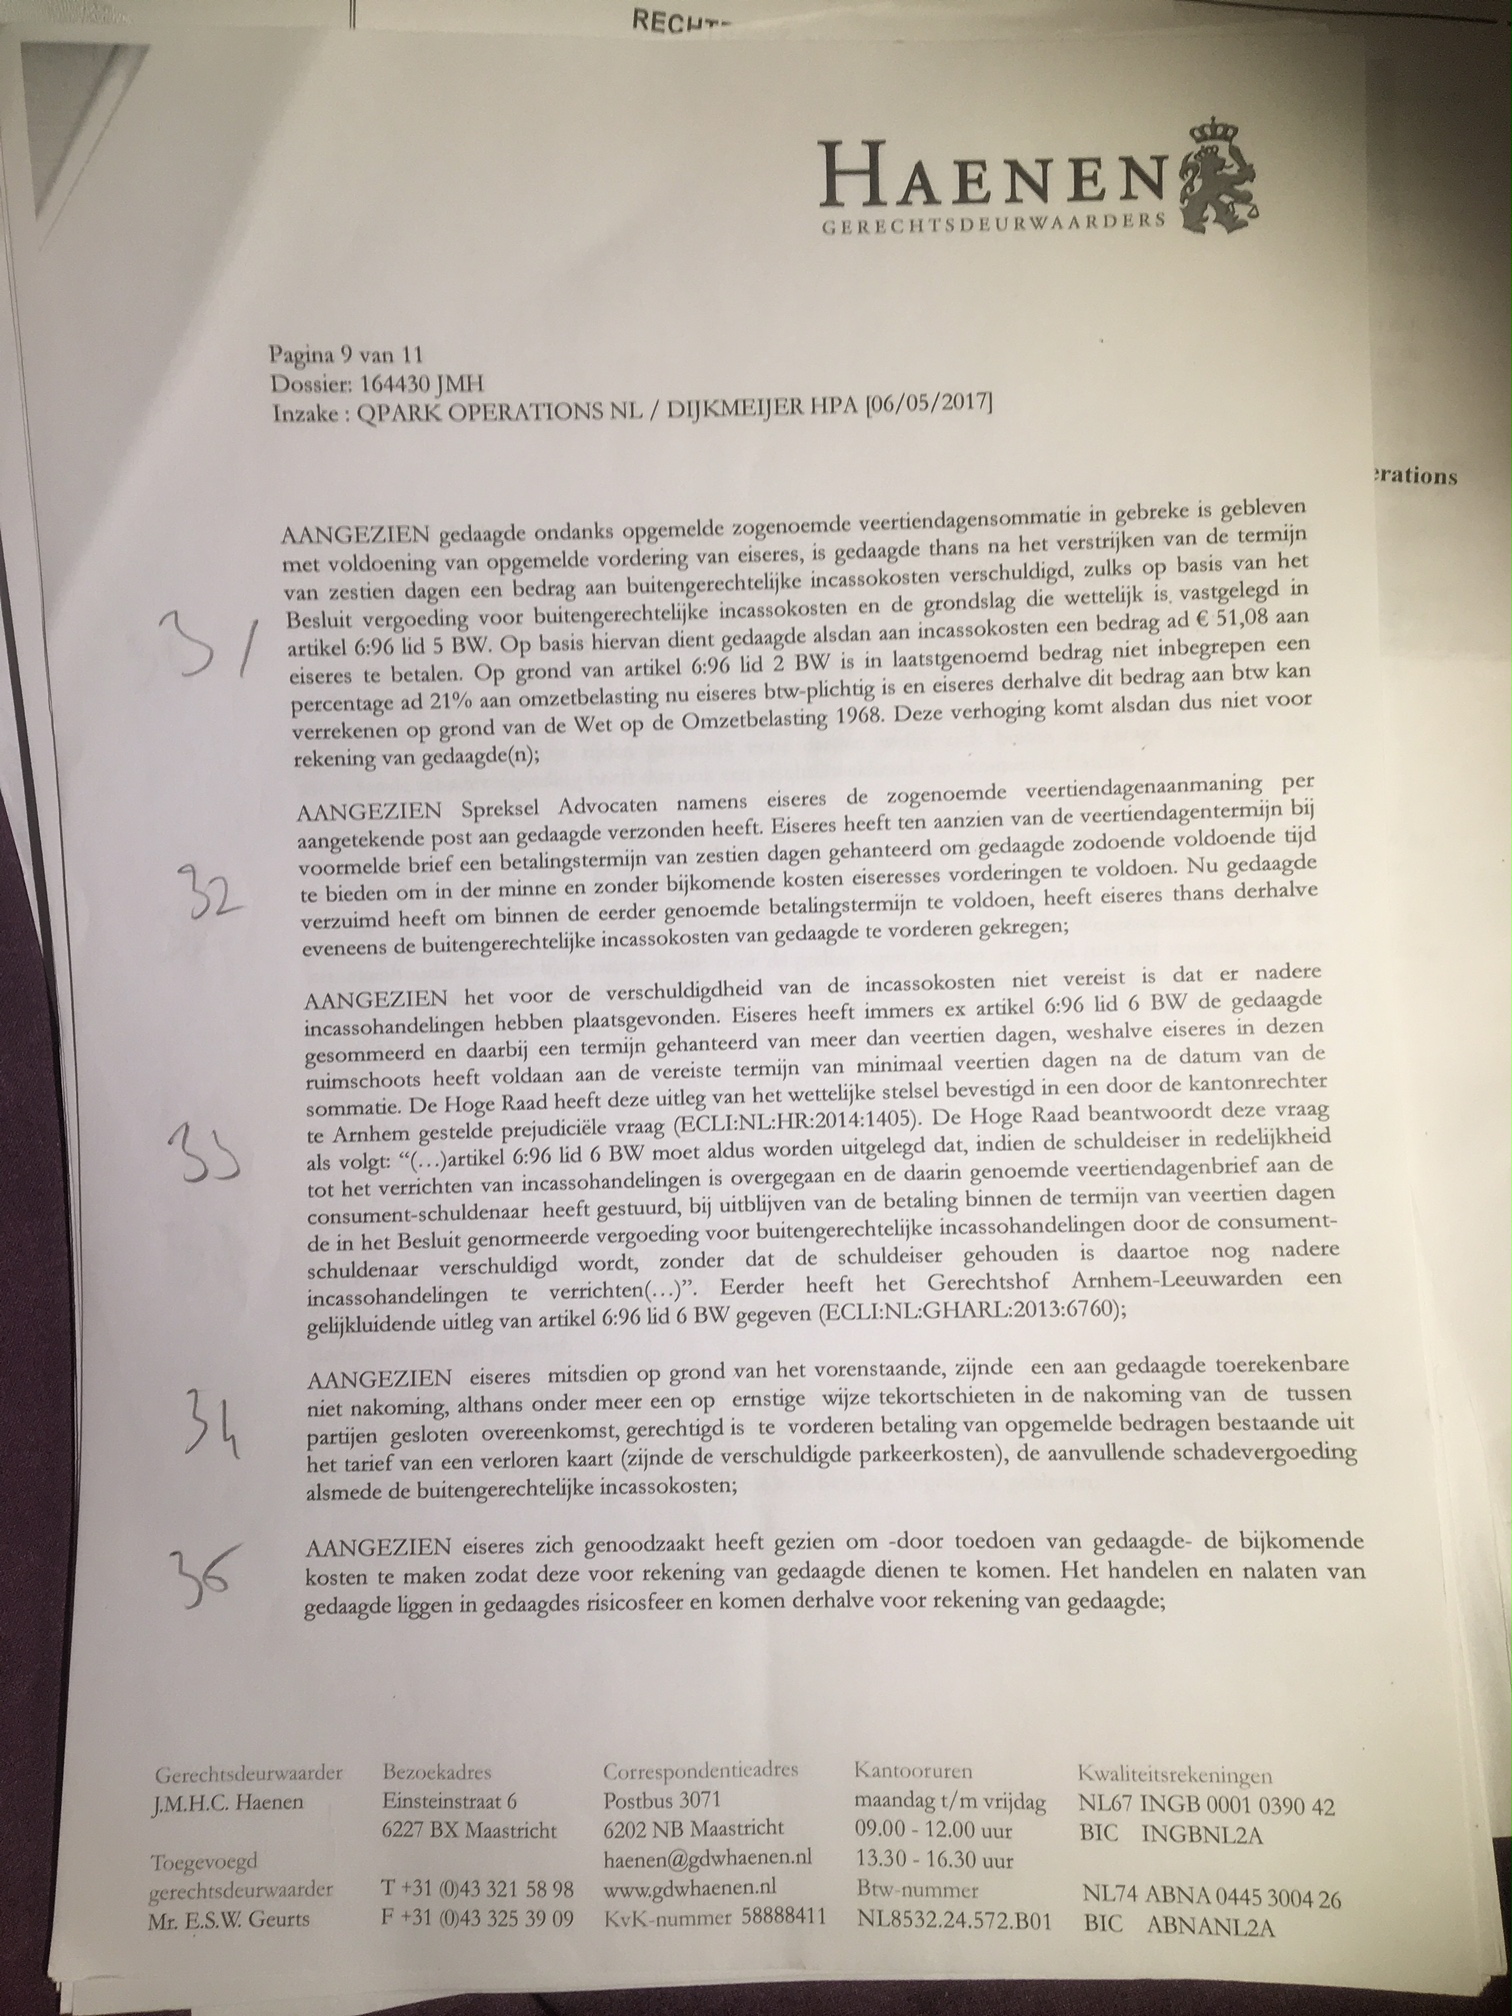 HAENEN
GERECHTSDEURWAARDERS
Pagina 9 van 11
Dossier: 164430 JMH
Inzake : QPARK OPERATIONS NL / DIJKMEIJER HPA [06/05/2017]
erations
AANGEZIEN gedaagde ondanks opgemelde zogenoemde veertiendagensommatie in gebreke is gebleven
met voldoening van opgemelde vordering van eiseres, is gedaagde thans na het verstrijken van de termijn
van zestien dagen een bedrag aan buitengerechtelijke incassokosten verschuldigd, zulks op basis van het
Besluit vergoeding voor buitengerechtelijke incassokosten en de grondslag die wettelijk is vastgelegd in
31
artikel 6:96 lid 5 BW. Op basis hiervan dient gedaagde alsdan aan incassokosten een bedrag ad € 51,08 aan
eiseres te betalen. Op grond van artikel 6:96 lid 2 BW is in laatstgenoemd bedrag niet inbegrepen een
percentage ad 21% aan omzetbelasting nu eiseres btw-plichtig is en eiseres derhalve dit bedrag aan btw kan
verrekenen op grond van de Wet op de Omzetbelasting 1968. Deze verhoging komt alsdan dus niet voor
rekening van gedaagde(n);
AANGEZIEN Spreksel Advocaten namens eiseres de zogenoemde veertiendagenaanmaning per
aangetekende post aan gedaagde verzonden heeft. Eiseres heeft ten aanzien van de veertiendagentermijn bij
voormelde brief een betalingstermijn van zestien dagen gehanteerd om gedaagde zodoende voldoende tijd
32
te bieden om in der minne en zonder bijkomende kosten eiseresses vorderingen te voldoen. Nu gedaagde
verzuimd heeft om binnen de eerder genoemde betalingstermijn te voldoen, heeft eiseres thans derhalve
eveneens de buitengerechtelijke incassokosten van gedaagde te vorderen gekregen;
AANGEZIEN het voor de verschuldigdheid van de incassokosten niet vereist is dat er nadere
incassohandelingen hebben plaatsgevonden. Eiseres heeft immers ex artikel 6:96 lid 6 BW de gedaagde
gesommeerd en daarbij een termijn gehanteerd van meer dan veertien dagen, weshalve eiseres in dezen
ruimschoots heeft voldaan aan de vereiste termijn van minimaal veertien dagen na de datum van de
sommatie. De Hoge Raad heeft deze uitleg van het wettelijke stelsel bevestigd in een door de kantonrechter
te Arnhem gestelde prejudiciële vraag (ECLI:NL:HR:2014:1405). De Hoge Raad beantwoordt deze vraag
33
als volgt: “(…)artikel 6:96 lid 6 BW moet aldus worden uitgelegd dat, indien de schuldeiser in redelijkheid
tot het verrichten van incassohandelingen is overgegaan en de daarin genoemde veertiendagenbrief aan de
consument-schuldenaar heeft gestuurd, bij uitblijven van de betaling binnen de termijn van veertien dagen
de in het Besluit genormeerde vergoeding voor buitengerechtelijke incassohandelingen door de consument-
schuldenaar verschuldigd wordt, zonder dat de schuldeiser gehouden is daartoe nog nadere
incassohandelingen te verrichten(…)”. Eerder heeft het Gerechtshof Arnhem-Leeuwarden een
gelijkluidende uitleg van artikel 6:96 lid 6 BW gegeven (ECLI:NL:GHARL:2013:6760);
AANGEZIEN eiseres mitsdien op grond van het vorenstaande, zijnde een aan gedaagde toerekenbare
niet nakoming, althans onder meer een op ernstige wijze tekortschieten in de nakoming van de tussen
34
partijen gesloten overeenkomst, gerechtigd is te vorderen betaling van opgemelde bedragen bestaande uit
het tarief van een verloren kaart (zijnde de verschuldigde parkeerkosten), de aanvullende schadevergoeding
alsmede de buitengerechtelijke incassokosten;
AANGEZIEN eiseres zich genoodzaakt heeft gezien om -door toedoen van gedaagde- de bijkomende
36
kosten te maken zodat deze voor rekening van gedaagde dienen te komen. Het handelen en nalaten van
gedaagde liggen in gedaagdes risicosfeer en komen derhalve voor rekening van gedaagde;
Gerechtsdeurwaarder
J.M.H.C. Haenen
Toegevoegd
gerechtsdeurwaarder
Mr. E.S.W. Geurts
Bezoekadres
Einsteinstraat 6
6227 BX Maastricht
T +31 (0)43 321 58 98
F +31 (0)43 325 39 09
Correspondentieadres
Postbus 3071
6202 NB Maastricht
haenen@gdwhaenen.nl
www.gdwhaenen.nl
KvK-nummer 58888411
Kantooruren
maandag t/m vrijdag
09.00 - 12.00 uur
13.30 - 16.30 uur
Btw-nummer
NL8532.24.572.B01
Kwaliteitsrekeningen
NL67 INGB 0001 0390 42
BIC INGBNL2A
NL74 ABNA 0445 3004 26
BIC ABNANL2A